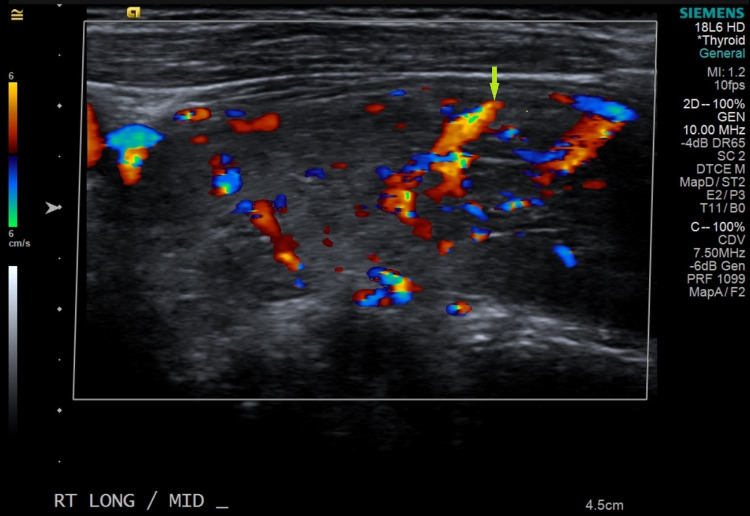 SIEMENS
18L6 HD
*Thyroid
General
MI: 1.2
10fps
2D--100%
GEN
10.00 MHz
-4dB DR65
SC 2
DTCE M
MapD/ST2
E2/P3
T11/B0
C--100%
CDV
7.50MHz
-6dB Gen
PRF 1099
MapA/F2
6
6
cm/s
RT LONG / MID _
4.5cm